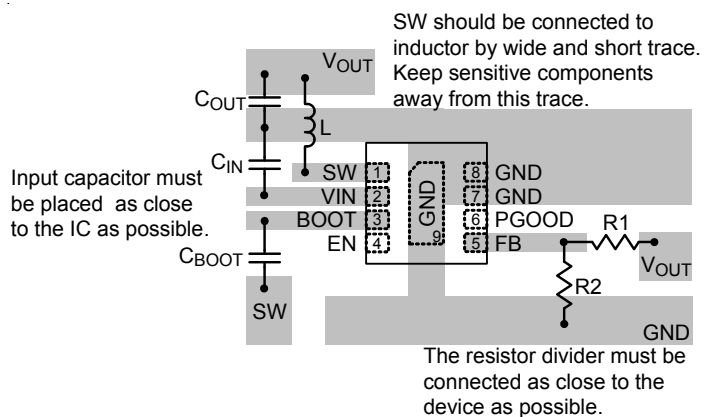 SW should be connected to
inductor by wide and short trace.
Keep sensitive components
away from this trace.
VOUT
COUT
L
CIN
Input capacitor must
be placed as close
to the IC as possible.
SW 1
VIN 2
BOOT 3
EN 4
GND
9
8 GND
7 GND
6 PGOOD
5 FB
R1
VOUT
R2
CBOOT
SW
GND
The resistor divider must be
connected as close to the
device as possible.